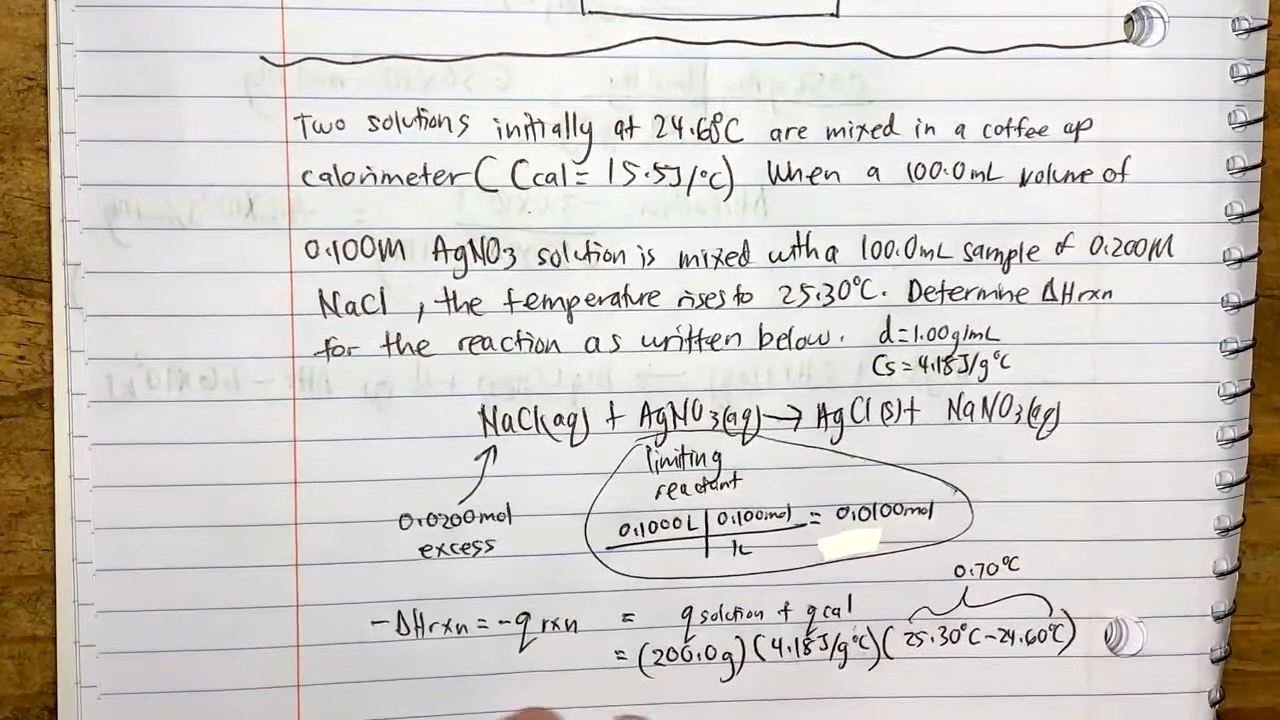 Two solutions initially at 24.60°C are mixed in a coffee cup
calorimeter (Ccal = 15.5J/°C) When a 100.0mL volume of
0.100M AgNO3 solution is mixed with a 100.0mL sample of 0.200M
NaCl, the temperature rises to 25.30°C. Determine ΔHrxn
for the reaction as written below. d=1.00g/mL
Cs = 4.18J/g°C
NaCl(aq) + AgNO3(aq) → AgCl(s) + NaNO3(aq)
limiting
reactant
0.0200mol
excess
0.1000L | 0.100mol = 0.0100mol
1L
0.70°C
-ΔHrxn = -qrxn = qsolution + qcal
= (200.0g)(4.18J/g°C)(25.30°C-24.60°C)